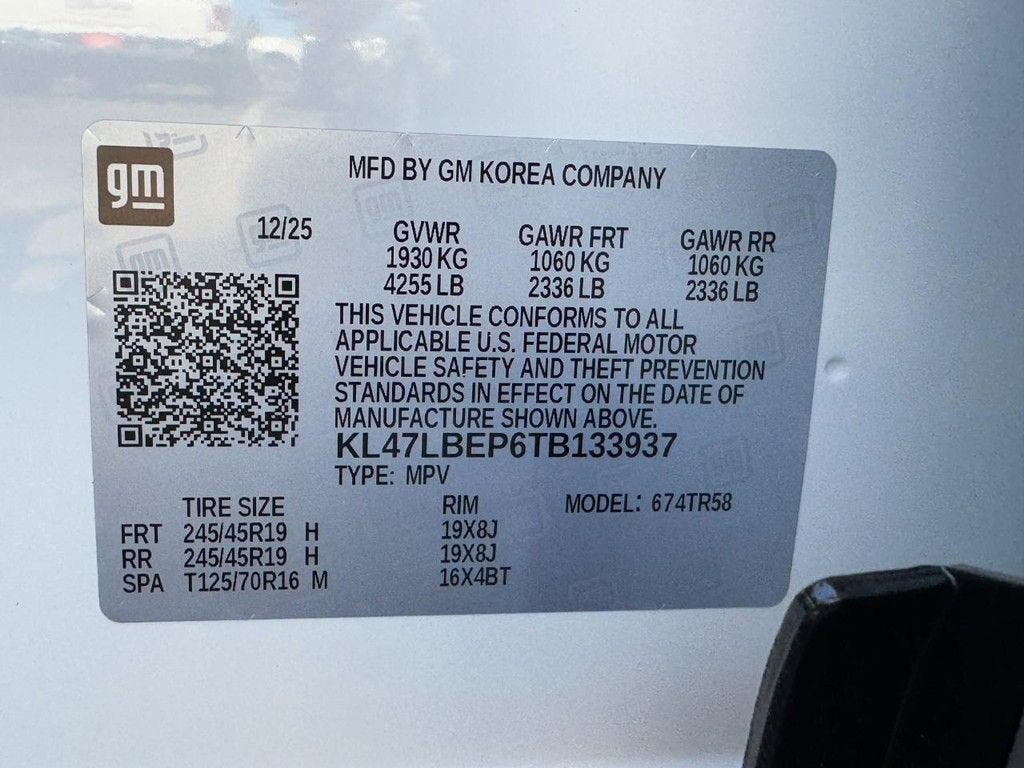 gm
MFD BY GM KOREA COMPANY
12/25 GVWR GAWR FRT GAWR RR
1930 KG 1060 KG 1060 KG
4255 LB 2336 LB 2336 LB
THIS VEHICLE CONFORMS TO ALL
APPLICABLE U.S. FEDERAL MOTOR
VEHICLE SAFETY AND THEFT PREVENTION
STANDARDS IN EFFECT ON THE DATE OF
MANUFACTURE SHOWN ABOVE.
KL47LBEP6TB133937
TYPE: MPV
TIRE SIZE RIM MODEL: 674TR58
FRT 245/45R19 H 19X8J
RR 245/45R19 H 19X8J
SPA T125/70R16 M 16X4BT